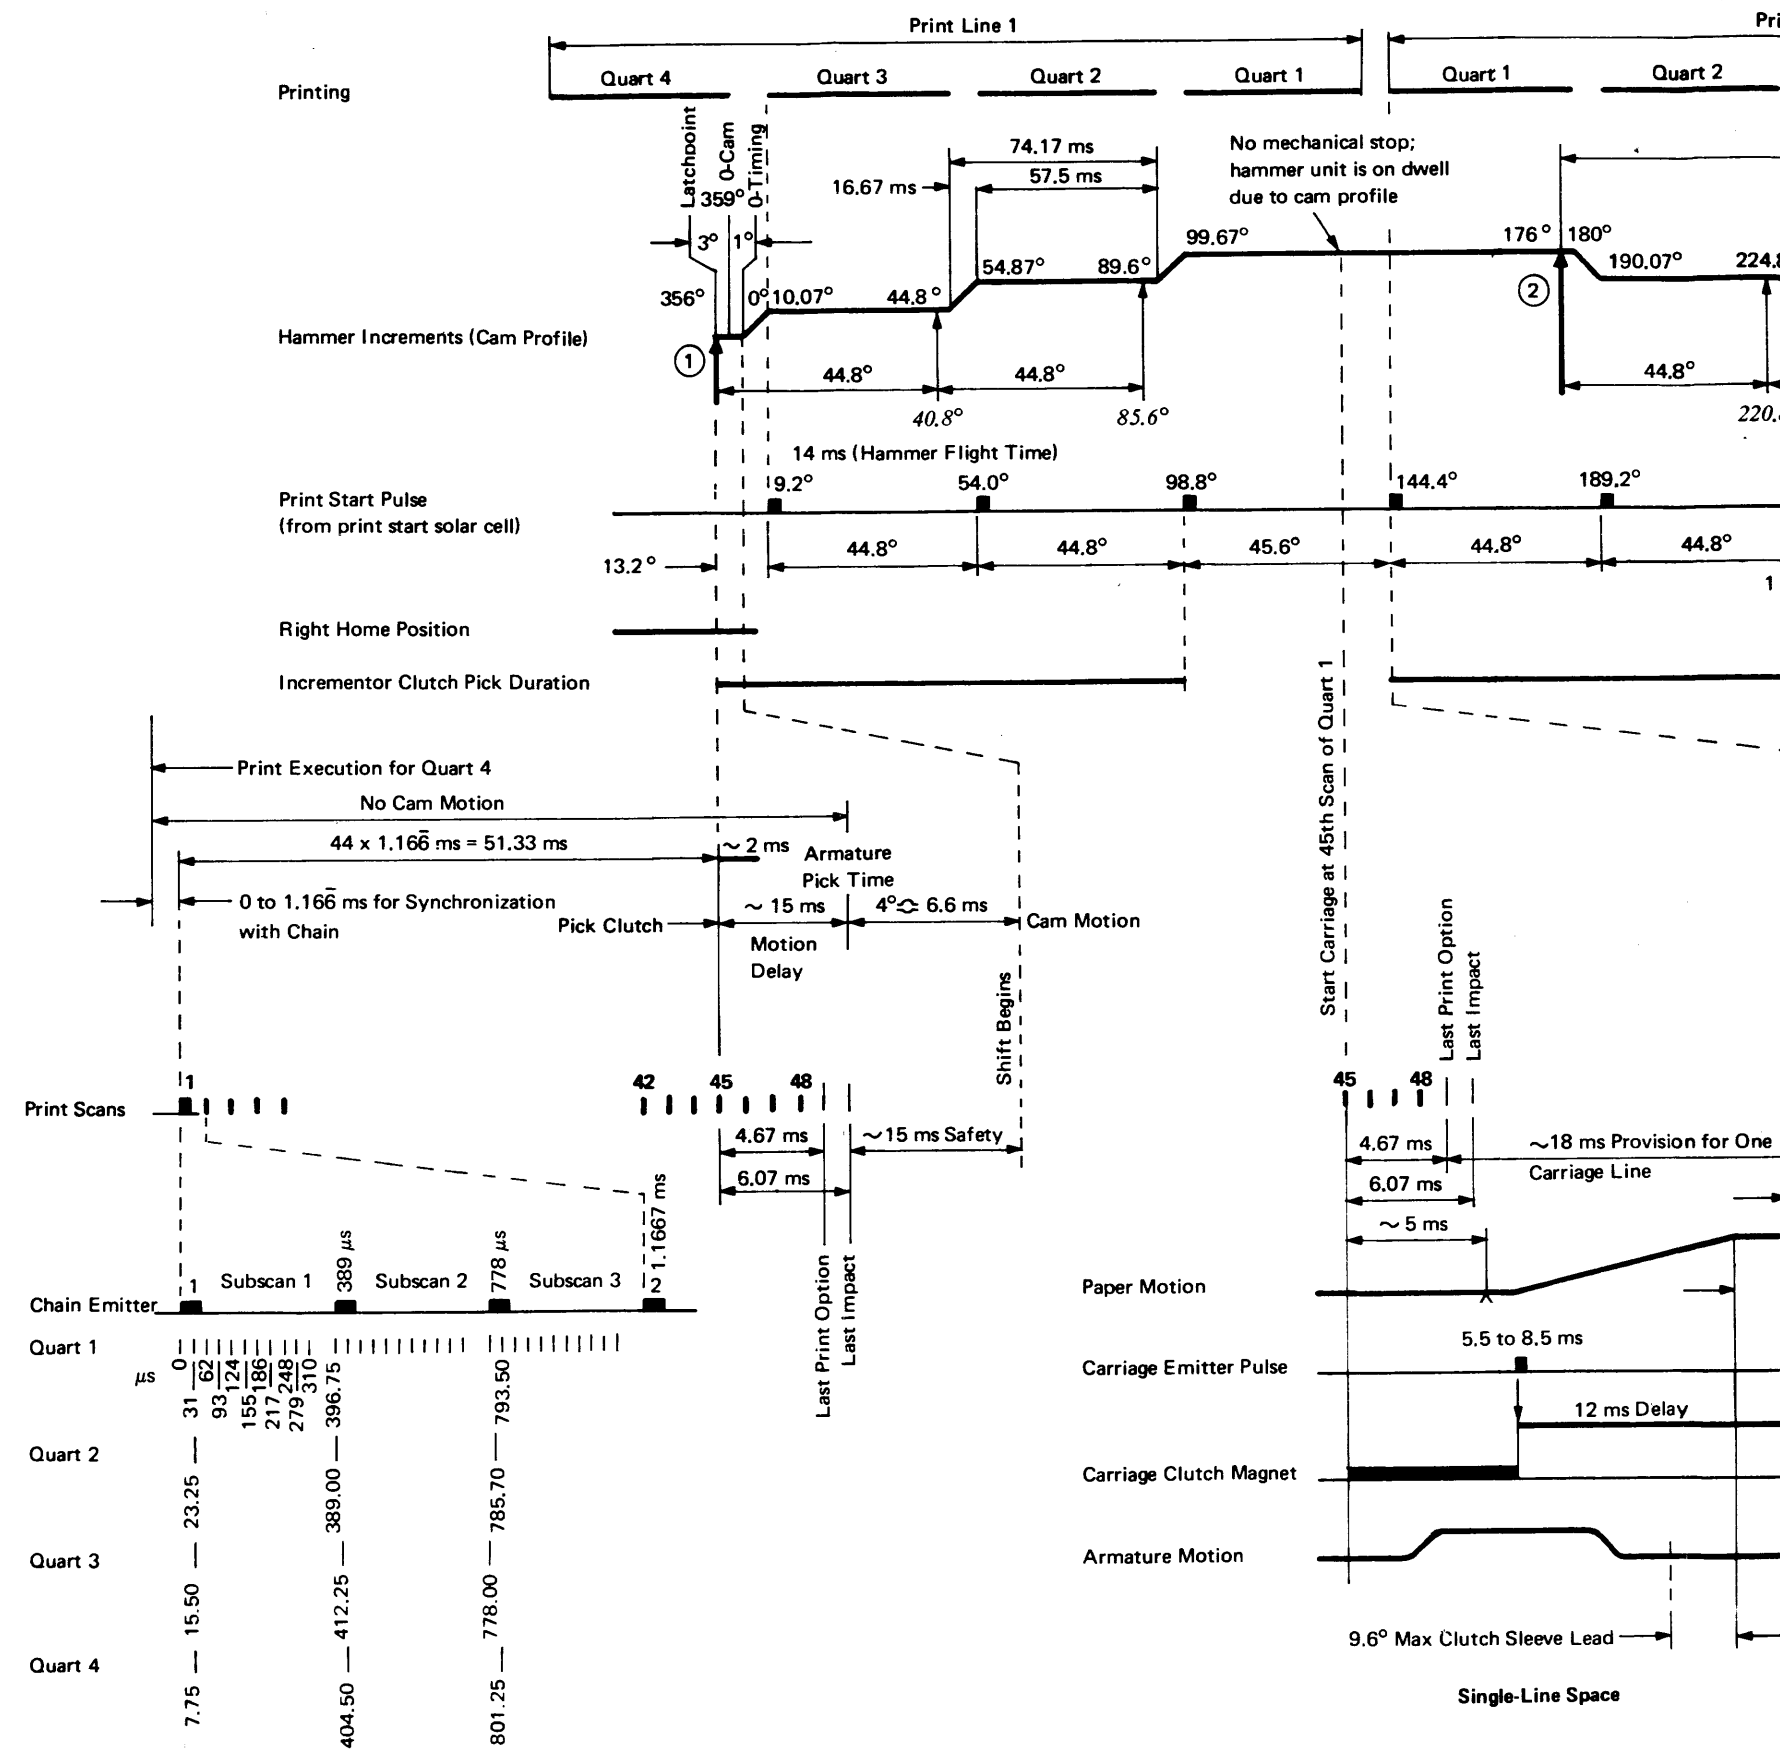 Print Line 1
Pri
Printing
Quart 4
Quart 3
Quart 2
Quart 1
Quart 1
Quart 2
Latchpoint
0-Cam
359°
0-Timing
3°
1°
74.17 ms
16.67 ms
57.5 ms
No mechanical stop;
hammer unit is on dwell
due to cam profile
Hammer Increments (Cam Profile)
356°
0°
10.07°
44.8°
54.87°
89.6°
99.67°
176°
180°
190.07°
224.8
1
2
44.8°
44.8°
44.8°
40.8°
85.6°
220.
14 ms (Hammer Flight Time)
Print Start Pulse
(from print start solar cell)
9.2°
54.0°
98.8°
144.4°
189.2°
13.2°
44.8°
44.8°
45.6°
44.8°
44.8°
1
Right Home Position
Incrementor Clutch Pick Duration
Print Execution for Quart 4
No Cam Motion
44 x 1.166̅ ms = 51.33 ms
~ 2 ms
Armature
Pick Time
0 to 1.166̅ ms for Synchronization
with Chain
Pick Clutch
~ 15 ms
Motion
Delay
4°≎ 6.6 ms
Cam Motion
Shift Begins
Start Carriage at 45th Scan of Quart 1
Last Print Option
Last Impact
Print Scans
1
42
45
48
4.67 ms
6.07 ms
~15 ms Safety
45
48
4.67 ms
~18 ms Provision for One
Carriage Line
6.07 ms
~ 5 ms
Chain Emitter
1
Subscan 1
389 µs
Subscan 2
778 µs
Subscan 3
2
1.1667 ms
Last Print Option
Last Impact
Quart 1
µs
0
31
62
93
124
155
186
217
248
279
310
396.75
793.50
Quart 2
23.25
389.00
785.70
Quart 3
15.50
412.25
778.00
Quart 4
7.75
404.50
801.25
Paper Motion
5.5 to 8.5 ms
Carriage Emitter Pulse
12 ms Delay
Carriage Clutch Magnet
Armature Motion
9.6° Max Clutch Sleeve Lead
Single-Line Space